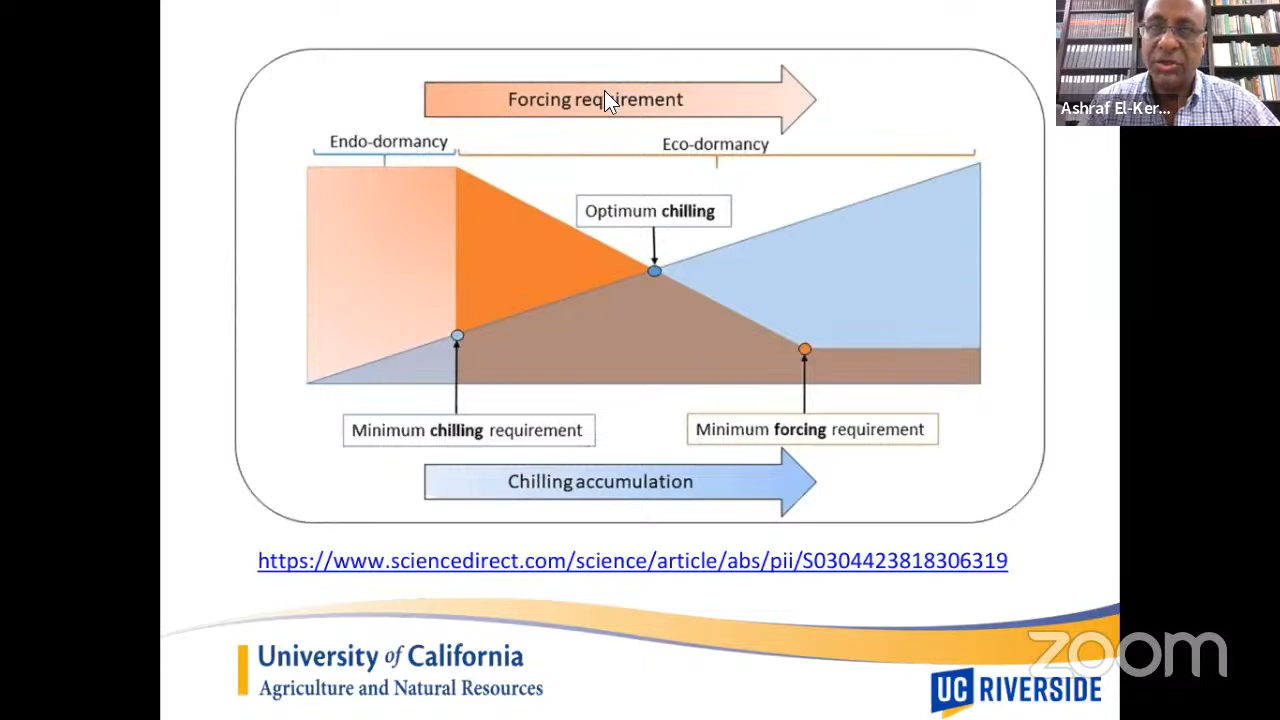 Forcing requirement
Endo-dormancy
Eco-dormancy
Optimum chilling
Minimum chilling requirement
Minimum forcing requirement
Chilling accumulation
https://www.sciencedirect.com/science/article/abs/pii/S0304423818306319
University of California
Agriculture and Natural Resources
UC RIVERSIDE
Ashraf El-Ker...
zoom